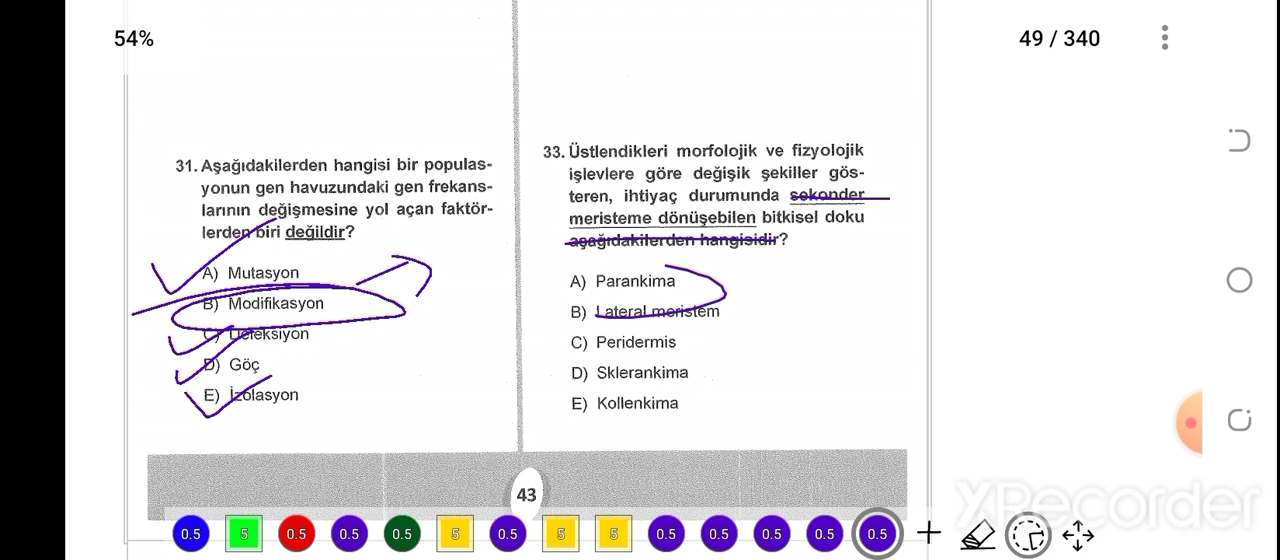 54%
49 / 340
31. Aşağıdakilerden hangisi bir populas-
yonun gen havuzundaki gen frekans-
larının değişmesine yol açan faktör-
lerden biri değildir?
A) Mutasyon
B) Modifikasyon
C) Deleksiyon
D) Göç
E) İzolasyon
33. Üstlendikleri morfolojik ve fizyolojik
işlevlere göre değişik şekiller gös-
teren, ihtiyaç durumunda sekonder
meristeme dönüşebilen bitkisel doku
aşağıdakilerden hangisidir?
A) Parankima
B) Lateral meristem
C) Peridermis
D) Sklerankima
E) Kollenkima
43
0.5 5 0.5 0.5 0.5 5 0.5 5 5 0.5 0.5 0.5 0.5 0.5
XRecorder